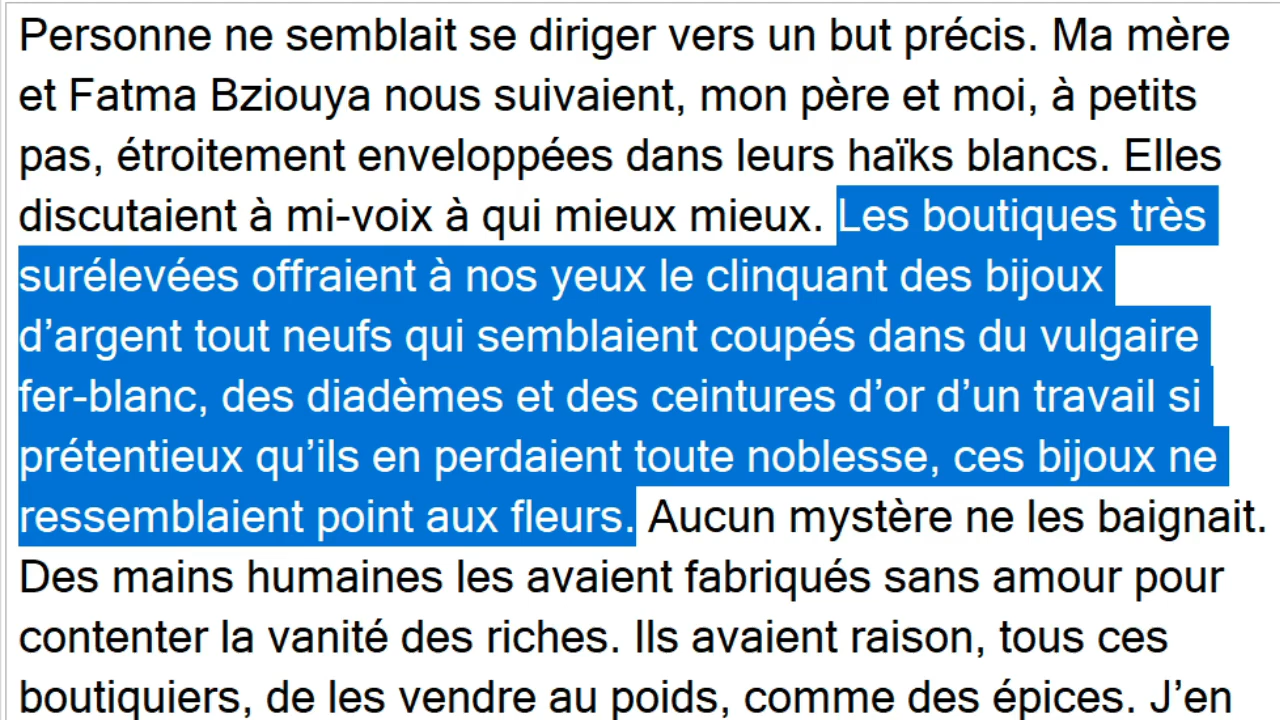 Personne ne semblait se diriger vers un but précis. Ma mère
et Fatma Bziouya nous suivaient, mon père et moi, à petits
pas, étroitement enveloppées dans leurs haïks blancs. Elles
discutaient à mi-voix à qui mieux mieux. Les boutiques très
surélevées offraient à nos yeux le clinquant des bijoux
d’argent tout neufs qui semblaient coupés dans du vulgaire
fer-blanc, des diadèmes et des ceintures d’or d’un travail si
prétentieux qu’ils en perdaient toute noblesse, ces bijoux ne
ressemblaient point aux fleurs. Aucun mystère ne les baignait.
Des mains humaines les avaient fabriqués sans amour pour
contenter la vanité des riches. Ils avaient raison, tous ces
boutiquiers, de les vendre au poids, comme des épices. J’en